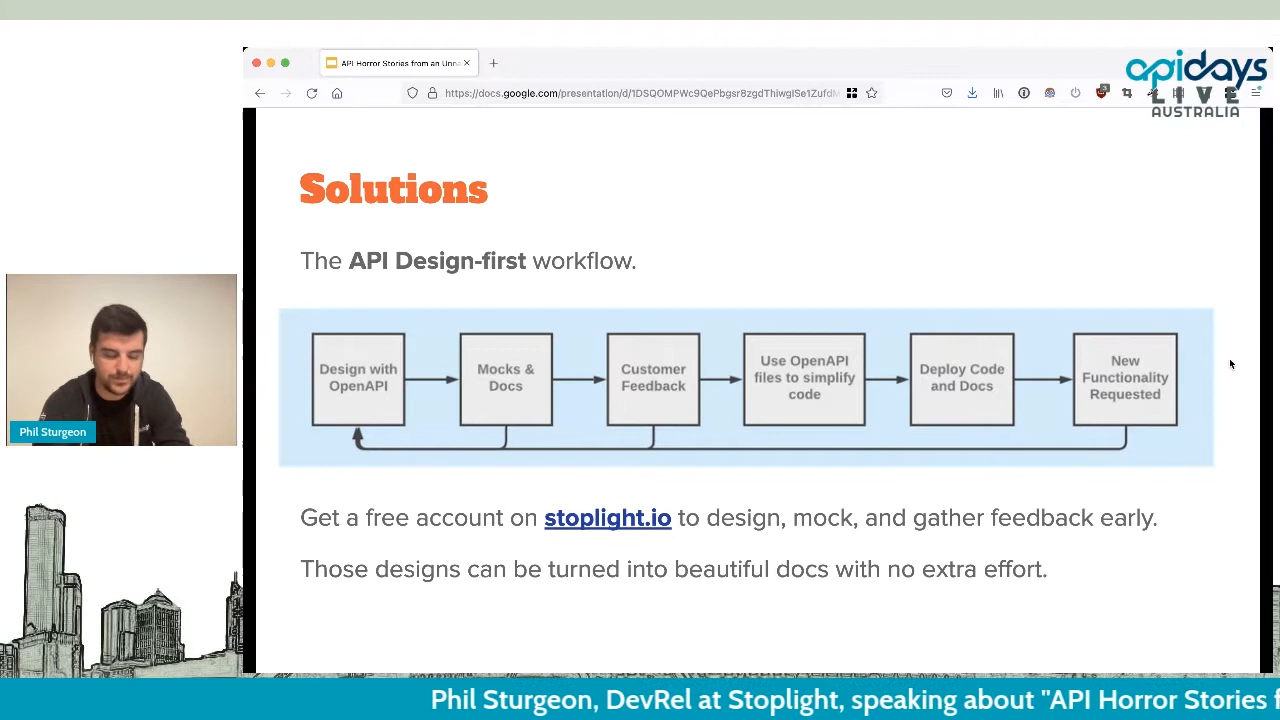 API Horror Stories from an Unna
apidays
LIVE
AUSTRALIA
https://docs.google.com/presentation/d/1DSQOMPWc9QePbgsr8zgdThiwgISe1ZufdM
Solutions
The API Design-first workflow.
Design with
OpenAPI
Mocks &
Docs
Customer
Feedback
Use OpenAPI
files to simplify
code
Deploy Code
and Docs
New
Functionality
Requested
Phil Sturgeon
Get a free account on stoplight.io to design, mock, and gather feedback early.
Those designs can be turned into beautiful docs with no extra effort.
Phil Sturgeon, DevRel at Stoplight, speaking about "API Horror Stories f